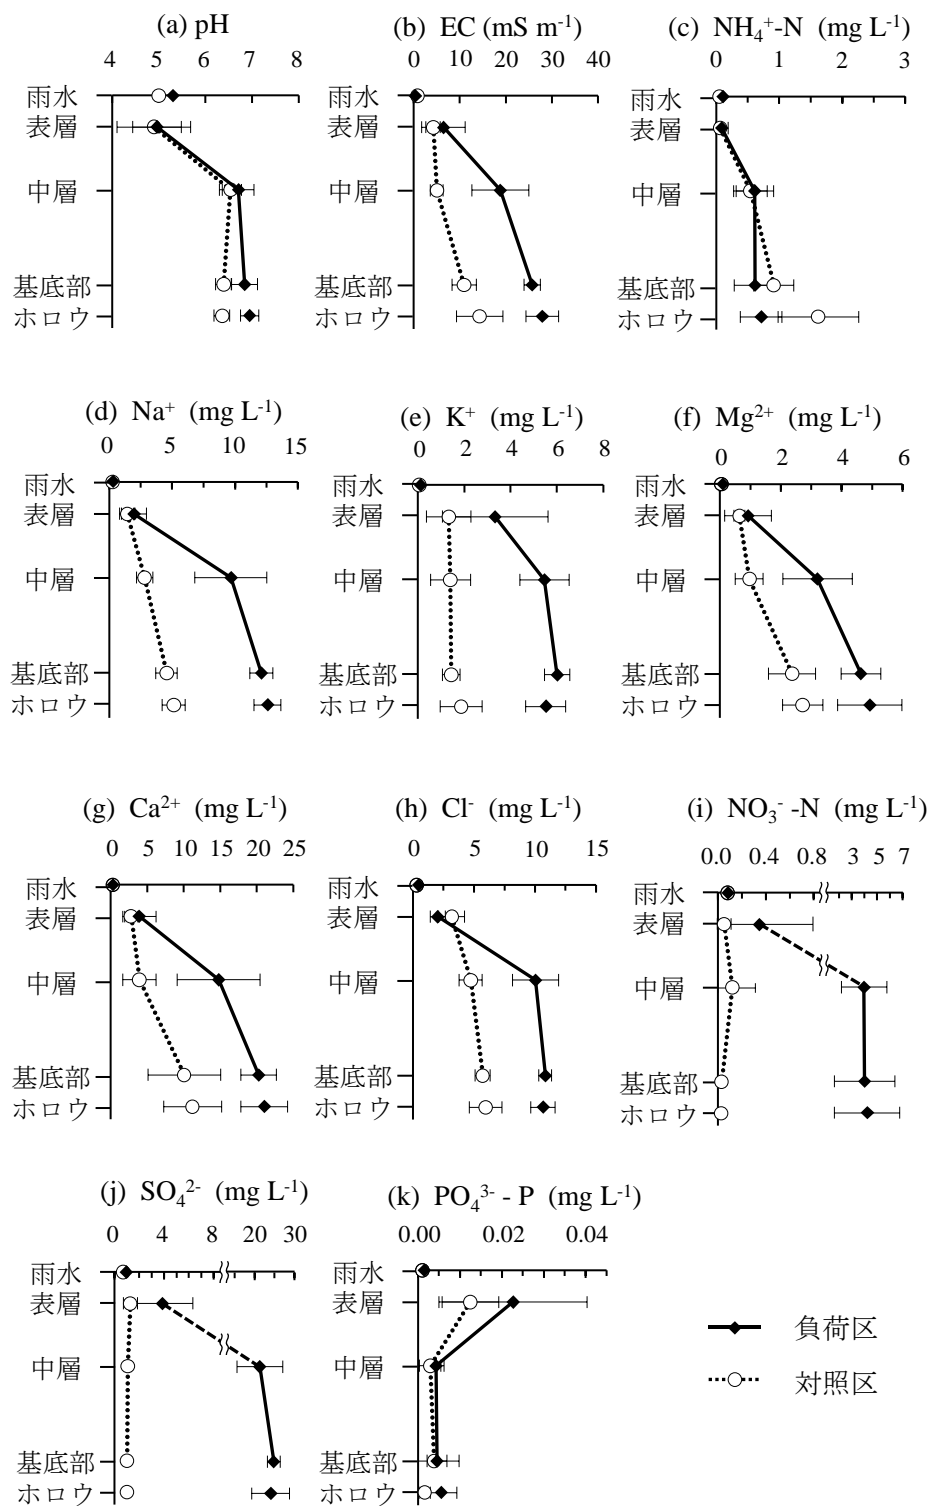 (a) pH
4 5 6 7 8
雨水
表層
中層
基底部
ホロウ
(b) EC (mS m⁻¹)
0 10 20 30 40
雨水
表層
中層
基底部
ホロウ
(c) NH₄⁺-N (mg L⁻¹)
0 1 2 3
雨水
表層
中層
基底部
ホロウ
(d) Na⁺ (mg L⁻¹)
0 5 10 15
雨水
表層
中層
基底部
ホロウ
(e) K⁺ (mg L⁻¹)
0 2 4 6 8
雨水
表層
中層
基底部
ホロウ
(f) Mg²⁺ (mg L⁻¹)
0 2 4 6
雨水
表層
中層
基底部
ホロウ
(g) Ca²⁺ (mg L⁻¹)
0 5 10 15 20 25
雨水
表層
中層
基底部
ホロウ
(h) Cl⁻ (mg L⁻¹)
0 5 10 15
雨水
表層
中層
基底部
ホロウ
(i) NO₃⁻ -N (mg L⁻¹)
0.0 0.4 0.8 3 5 7
雨水
表層
中層
基底部
ホロウ
(j) SO₄²⁻ (mg L⁻¹)
0 4 8 20 30
雨水
表層
中層
基底部
ホロウ
(k) PO₄³⁻ - P (mg L⁻¹)
0.00 0.02 0.04
雨水
表層
中層
基底部
ホロウ
負荷区
対照区